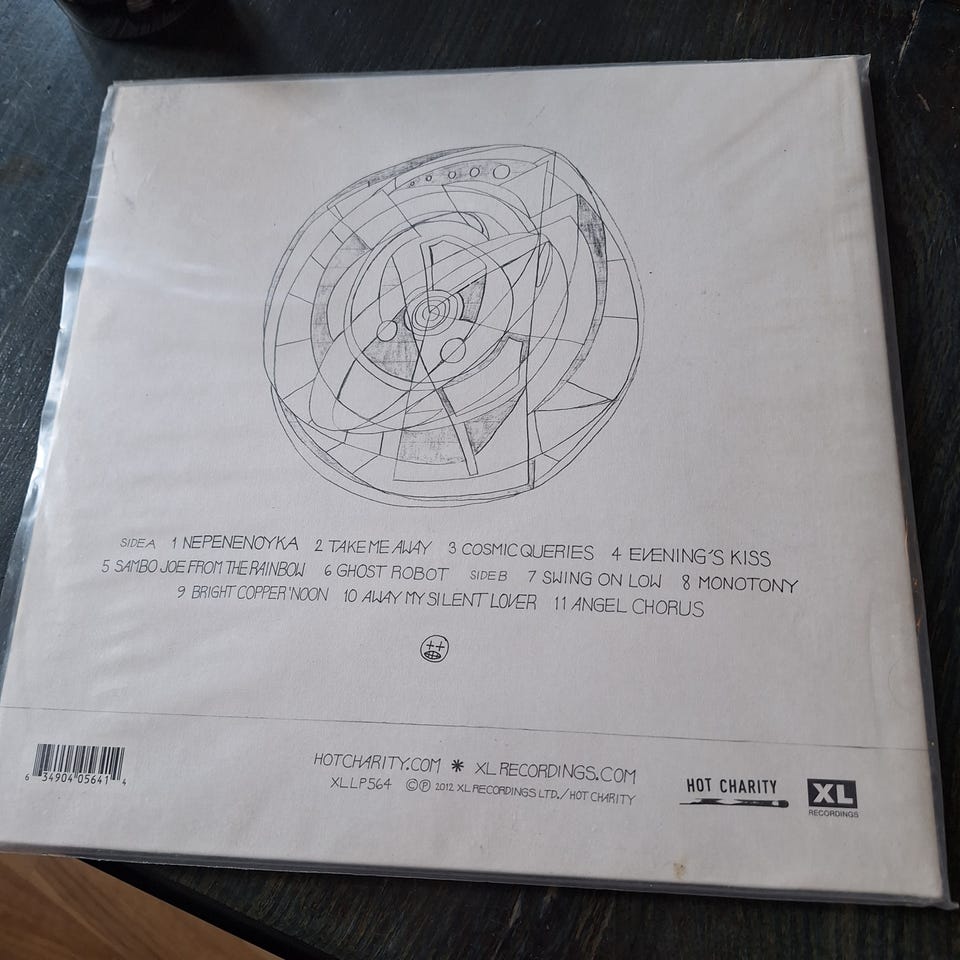 SIDE A 1 NEPENENOYKA 2 TAKE ME AWAY 3 COSMIC QUERIES 4 EVENING'S KISS
5 SAMBO JOE FROM THE RAINBOW 6 GHOST ROBOT SIDE B 7 SWING ON LOW 8 MONOTONY
9 BRIGHT COPPER 'NOON 10 AWAY MY SILENT LOVER 11 ANGEL CHORUS
HOTCHARITY.COM * XLRECORDINGS.COM
XLLP564 ©℗ 2012 XL RECORDINGS LTD./HOT CHARITY
6 34904 05641 4
HOT CHARITY
XL
RECORDINGS